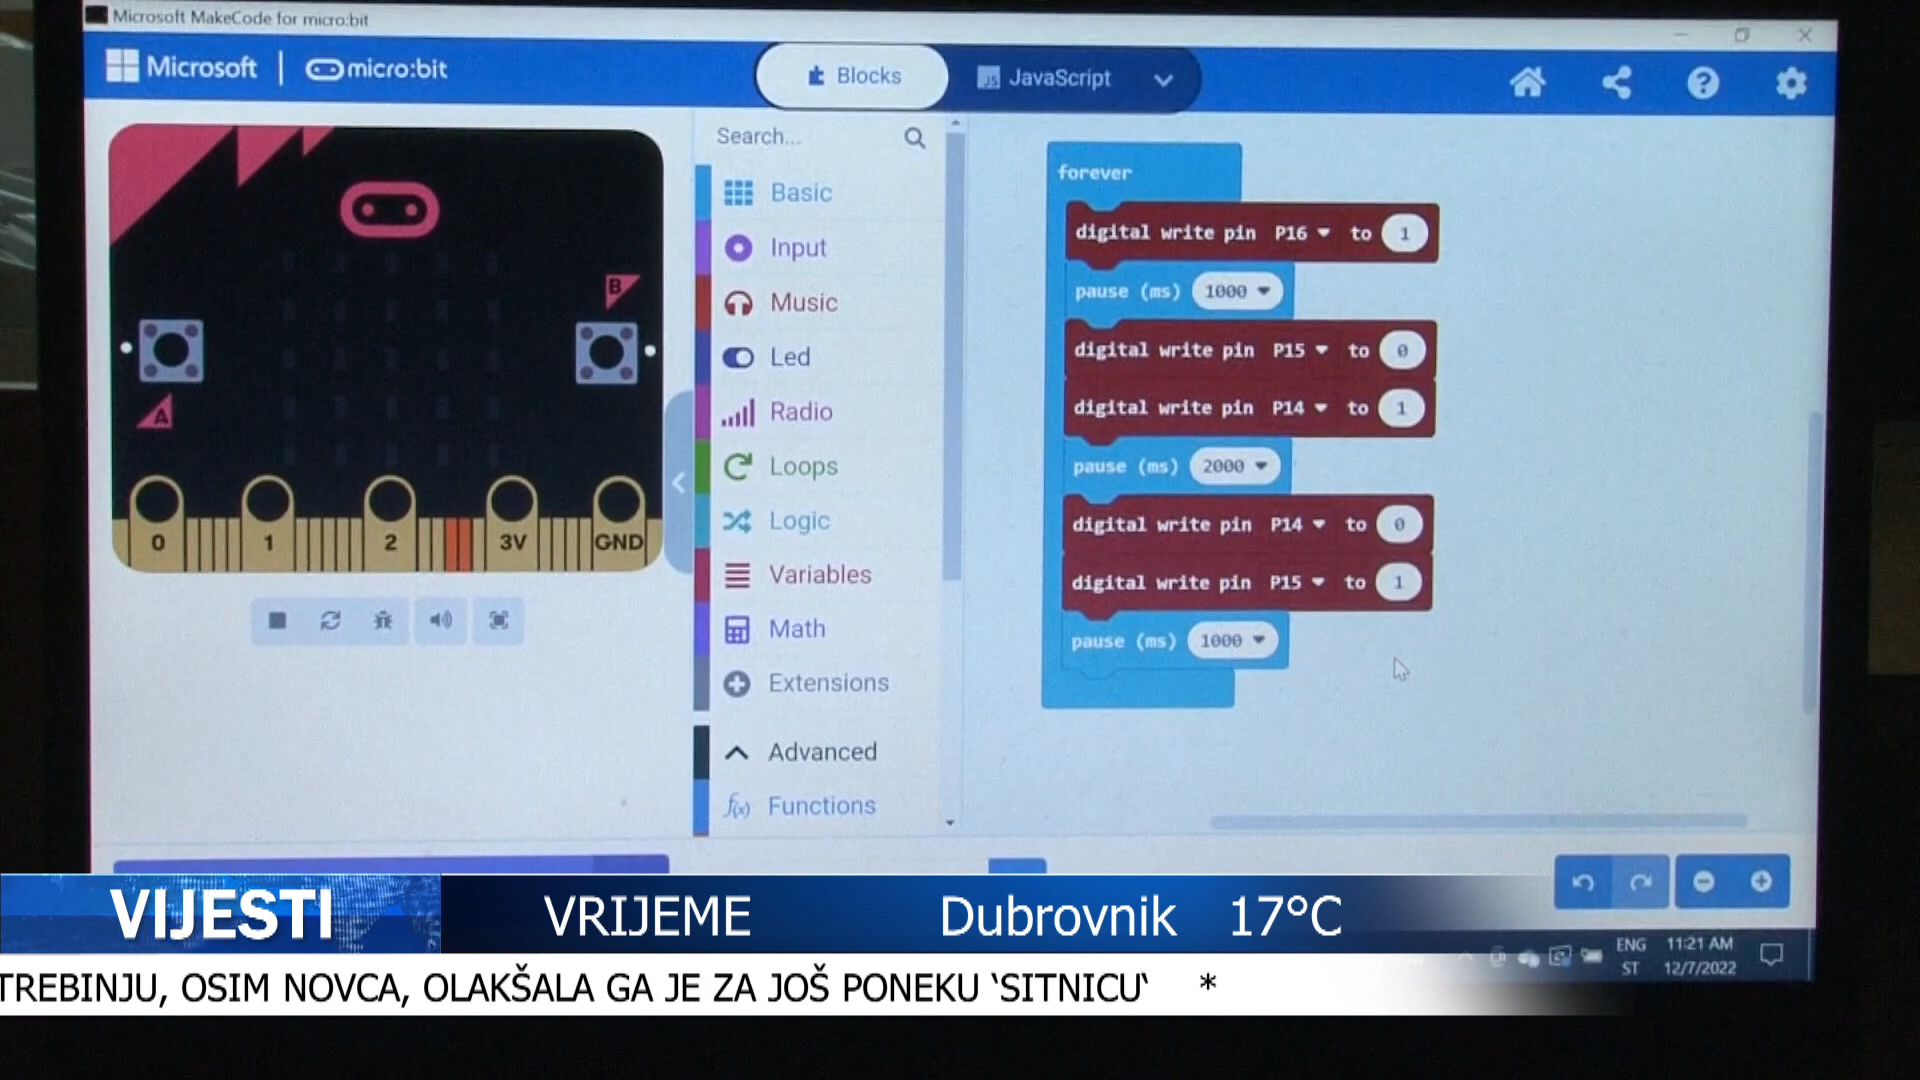 Microsoft MakeCode for micro:bit
Microsoft | micro:bit
Blocks
JavaScript
Search...
Basic
Input
Music
Led
Radio
Loops
Logic
Variables
Math
Extensions
Advanced
f(x) Functions
B
A
0 1 2 3V GND
forever
digital write pin P16 to 1
pause (ms) 1000
digital write pin P15 to 0
digital write pin P14 to 1
pause (ms) 2000
digital write pin P14 to 0
digital write pin P15 to 1
pause (ms) 1000
VIJESTI
VRIJEME Dubrovnik 17°C
ENG 11:21 AM
ST 12/7/2022
TREBINJU, OSIM NOVCA, OLAKŠALA GA JE ZA JOŠ PONEKU ‘SITNICU‘ *